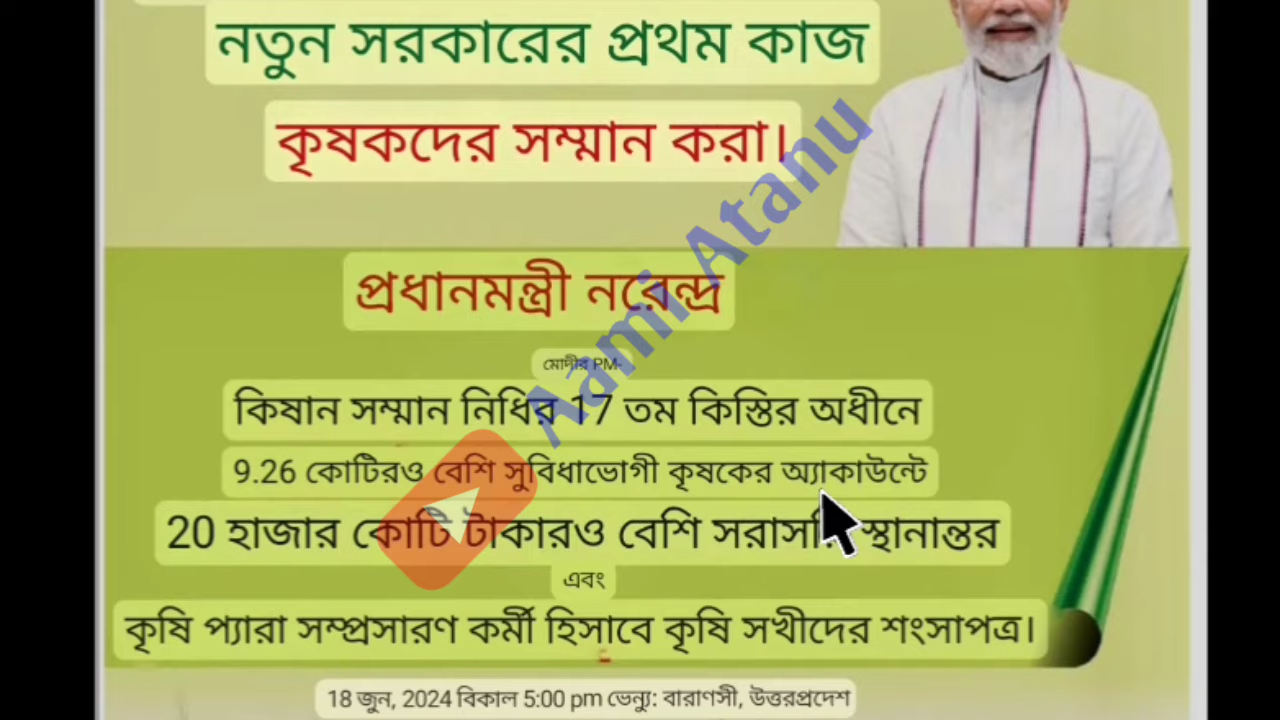 নতুন সরকারের প্রথম কাজ
কৃষকদের সম্মান করা।
প্রধানমন্ত্রী নরেন্দ্র
মোদীর PM-
কিষান সম্মান নিধির 17 তম কিস্তির অধীনে
9.26 কোটিরও বেশি সুবিধাভোগী কৃষকের অ্যাকাউন্টে
20 হাজার কোটি টাকারও বেশি সরাসরি স্থানান্তর
এবং
কৃষি প্যারা সম্প্রসারণ কর্মী হিসাবে কৃষি সখীদের শংসাপত্র।
18 জুন, 2024 বিকাল 5:00 pm ভেন্যু: বারাণসী, উত্তরপ্রদেশ
Aami Atanu